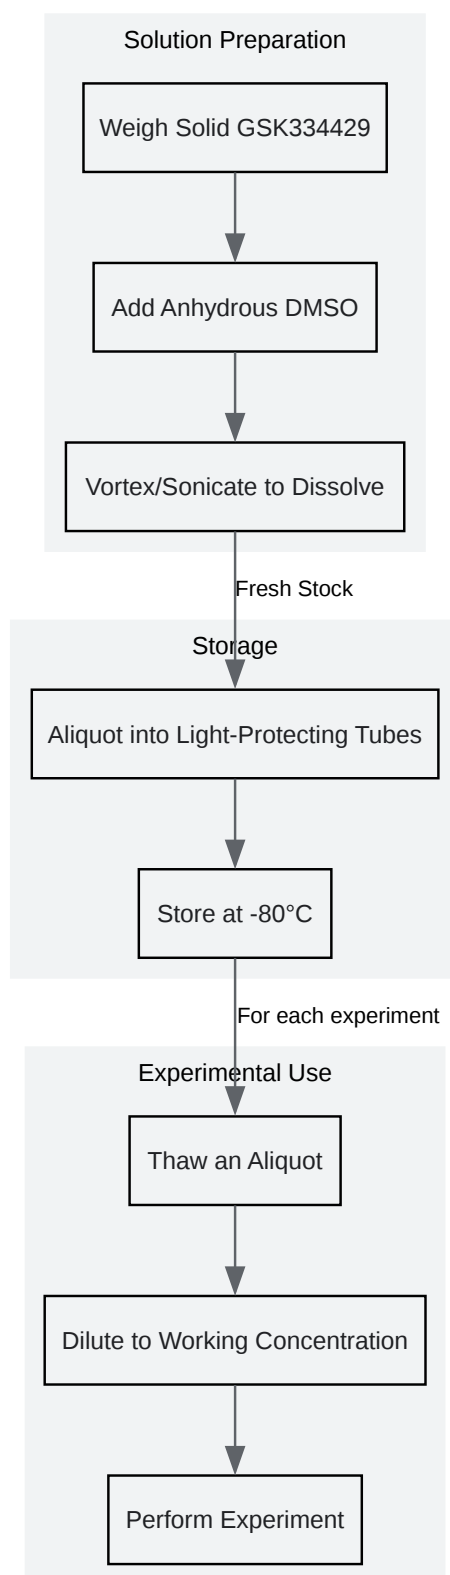 Solution Preparation
Weigh Solid GSK334429
Add Anhydrous DMSO
Vortex/Sonicate to Dissolve
Fresh Stock
Storage
Aliquot into Light-Protecting Tubes
Store at -80°C
For each experiment
Experimental Use
Thaw an Aliquot
Dilute to Working Concentration
Perform Experiment